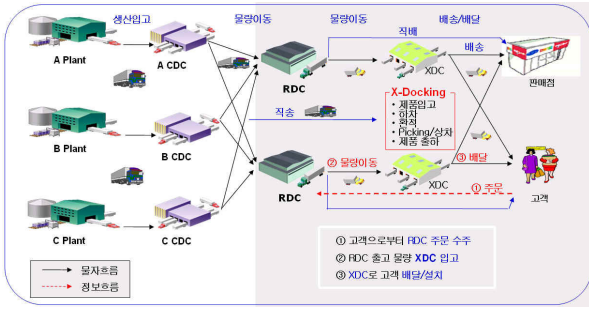 생산입고 물량이동 물량이동 배송/배달
직배
A Plant A CDC RDC XDC 배송 판매점
X-Docking
• 제품입고
• 하차
• 환적
• Picking/상차
• 제품 출하
직송
B Plant B CDC
② 물량이동 ③ 배달
RDC XDC
① 주문
고객
C Plant C CDC
① 고객으로부터 RDC 주문 수주
② RDC 출고 물량 XDC 입고
③ XDC로 고객 배달/설치
물자흐름
정보흐름